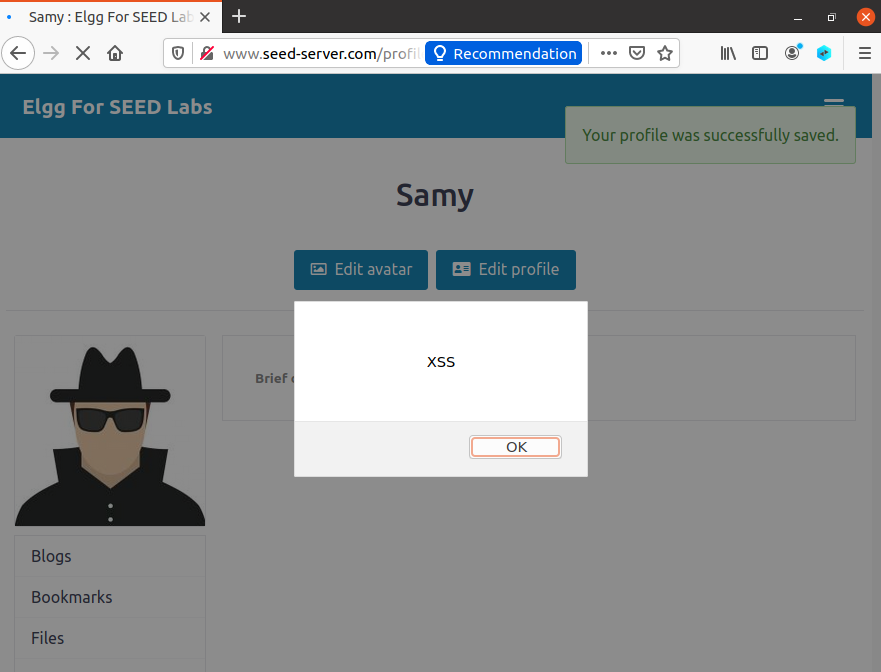 Samy : Elgg For SEED Lab
www.seed-server.com/profil
Recommendation
Elgg For SEED Labs
Your profile was successfully saved.
Samy
Edit avatar
Edit profile
XSS
Brief
OK
Blogs
Bookmarks
Files